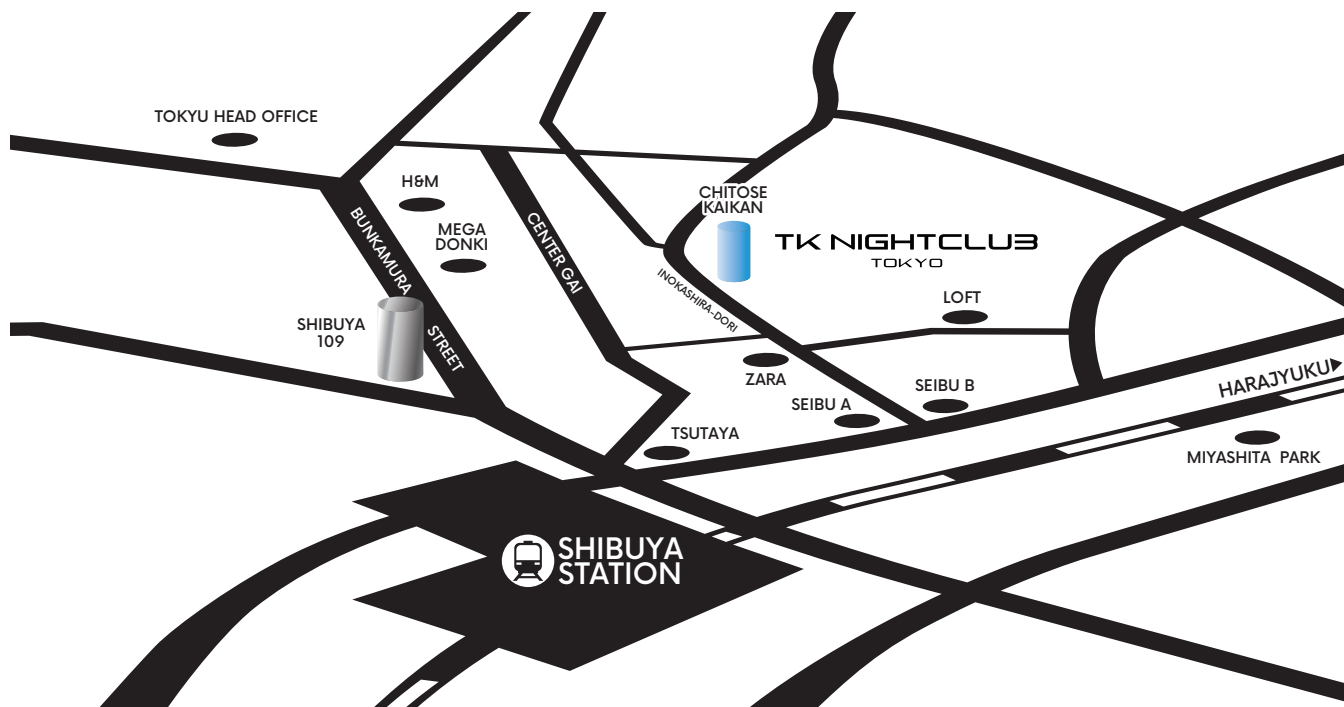 TOKYU HEAD OFFICE
H&M
MEGA
DONKI
BUNKAMURA
STREET
CENTER GAI
CHITOSE
KAIKAN
TK NIGHTCLUB
TOKYO
INOKASHIRA-DORI
LOFT
SHIBUYA
109
ZARA
SEIBU A
SEIBU B
HARAJYUKU▶
TSUTAYA
MIYASHITA PARK
SHIBUYA
STATION